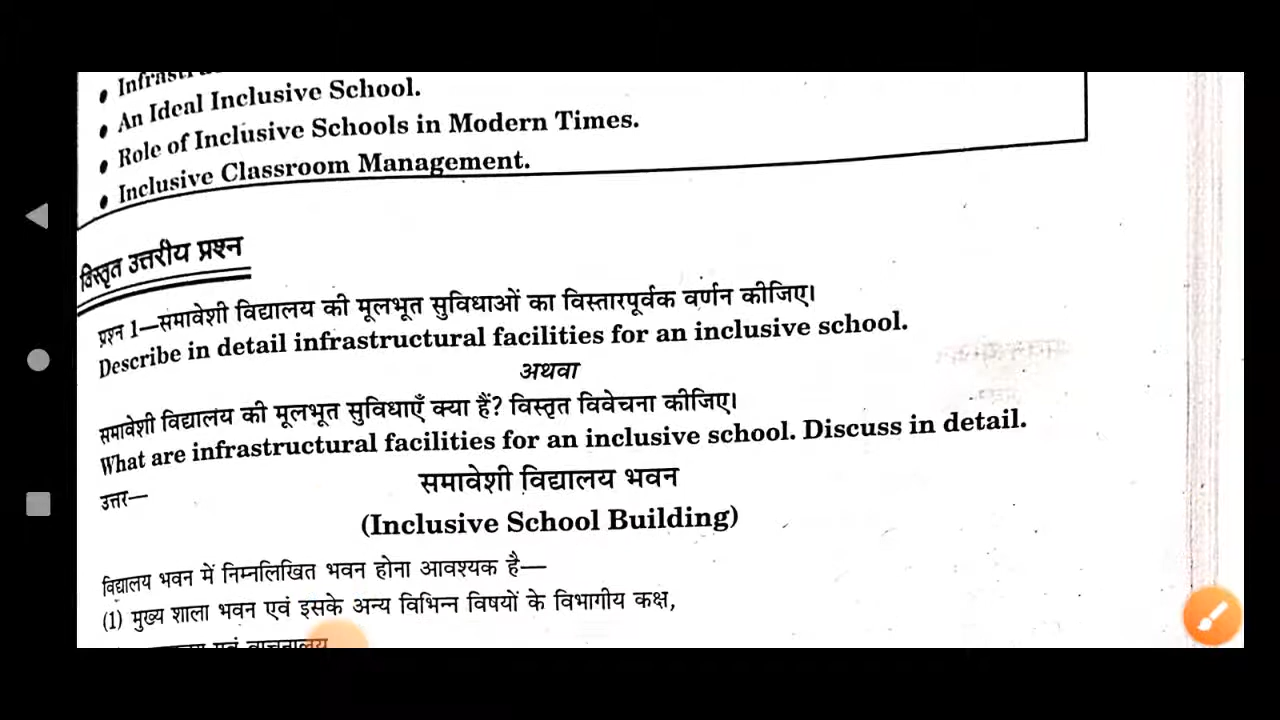 • An Ideal Inclusive School.
• Role of Inclusive Schools in Modern Times.
• Inclusive Classroom Management.
विस्तृत उत्तरीय प्रश्न
प्रश्न 1—समावेशी विद्यालय की मूलभूत सुविधाओं का विस्तारपूर्वक वर्णन कीजिए।
Describe in detail infrastructural facilities for an inclusive school.
अथवा
समावेशी विद्यालय की मूलभूत सुविधाएँ क्या हैं? विस्तृत विवेचना कीजिए।
What are infrastructural facilities for an inclusive school. Discuss in detail.
उत्तर—
समावेशी विद्यालय भवन
(Inclusive School Building)
विद्यालय भवन में निम्नलिखित भवन होना आवश्यक है—
(1) मुख्य शाला भवन एवं इसके अन्य विभिन्न विषयों के विभागीय कक्ष,
एवं वाचनालय